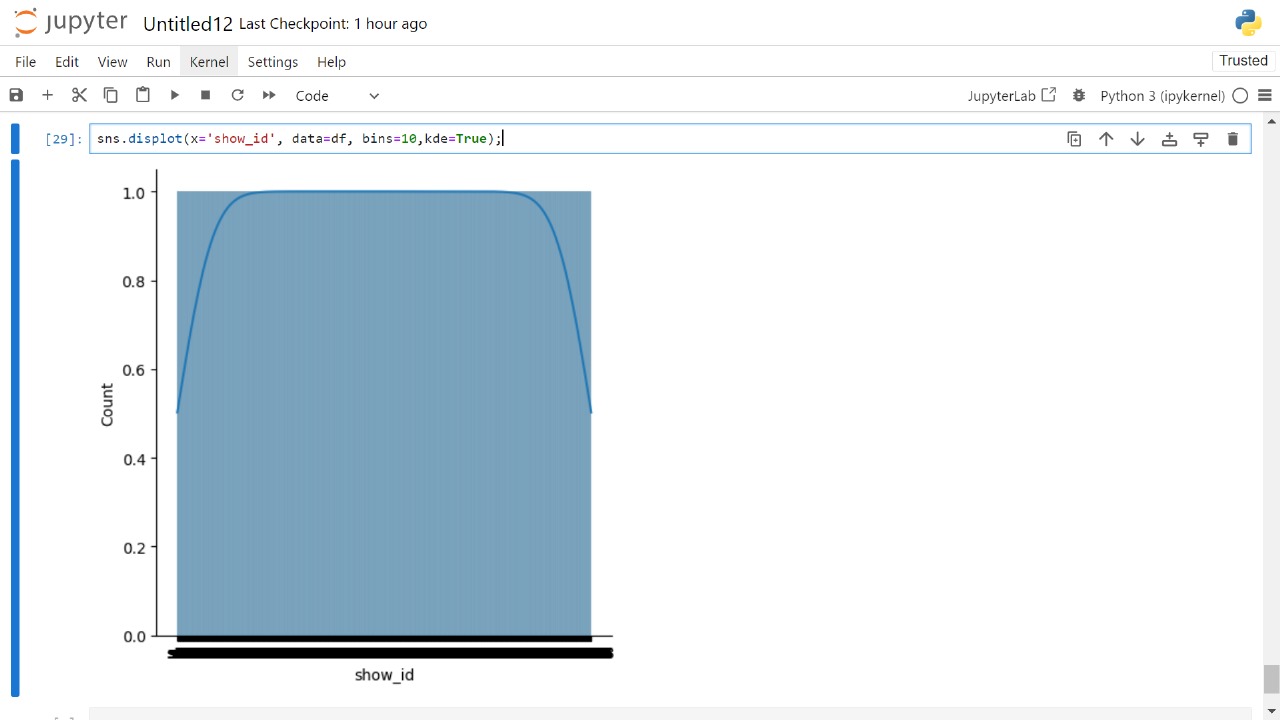 jupyter Untitled12 Last Checkpoint: 1 hour ago
File Edit View Run Kernel Settings Help Trusted
Code JupyterLab Python 3 (ipykernel)
[29]: sns.displot(x='show_id', data=df, bins=10,kde=True);
1.0
0.8
0.6
0.4
0.2
0.0
Count
show_id